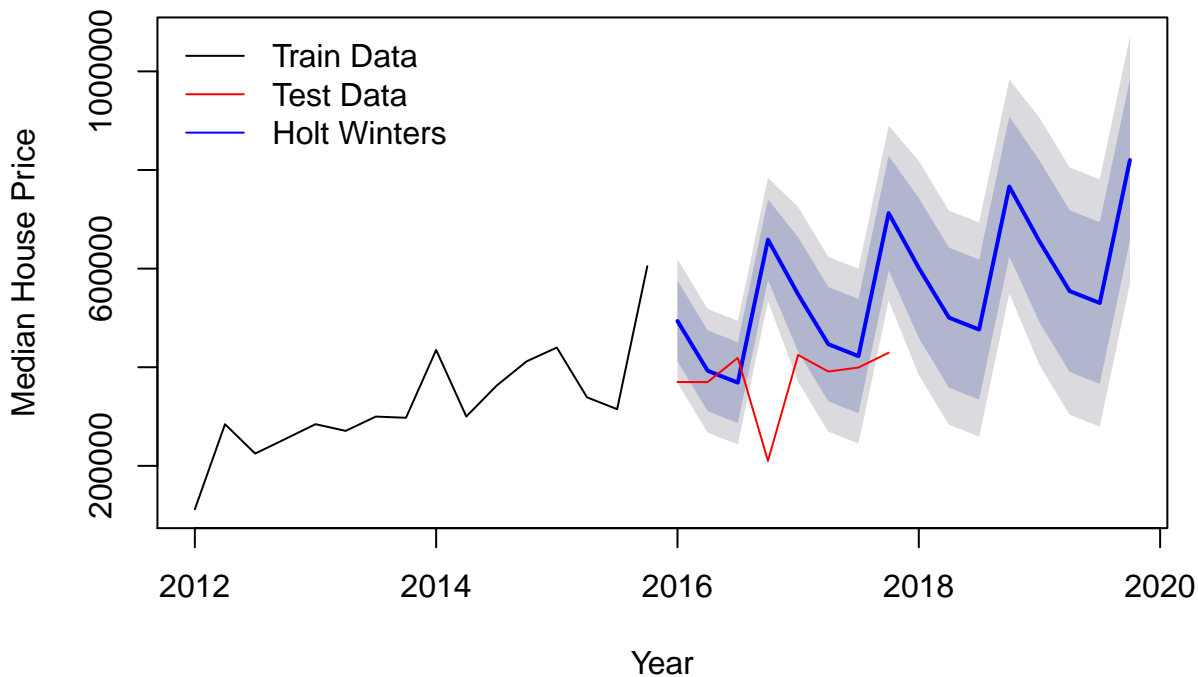 Train Data
Test Data
Holt Winters
Median House Price
1000000
600000
200000
2012 2014 2016 2018 2020
Year